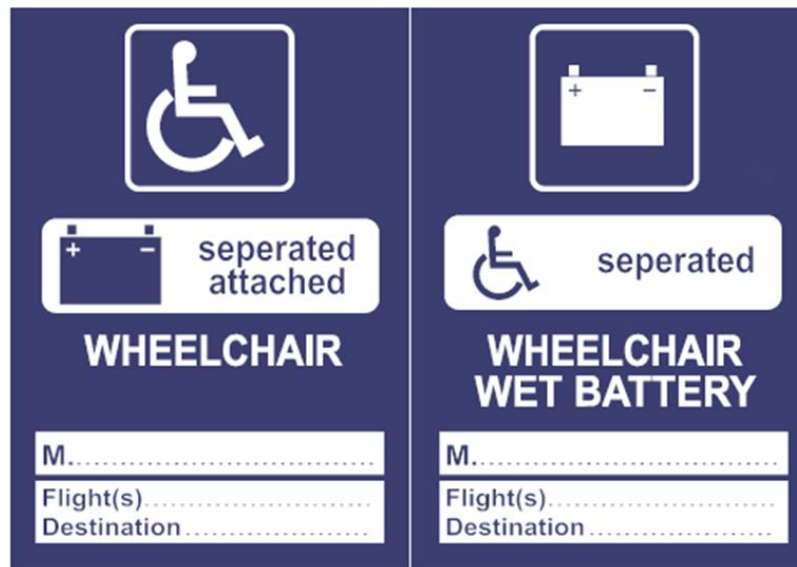 + −
seperated
attached
WHEELCHAIR
M.
Flight(s)
Destination
+ −
seperated
WHEELCHAIR
WET BATTERY
M.
Flight(s)
Destination